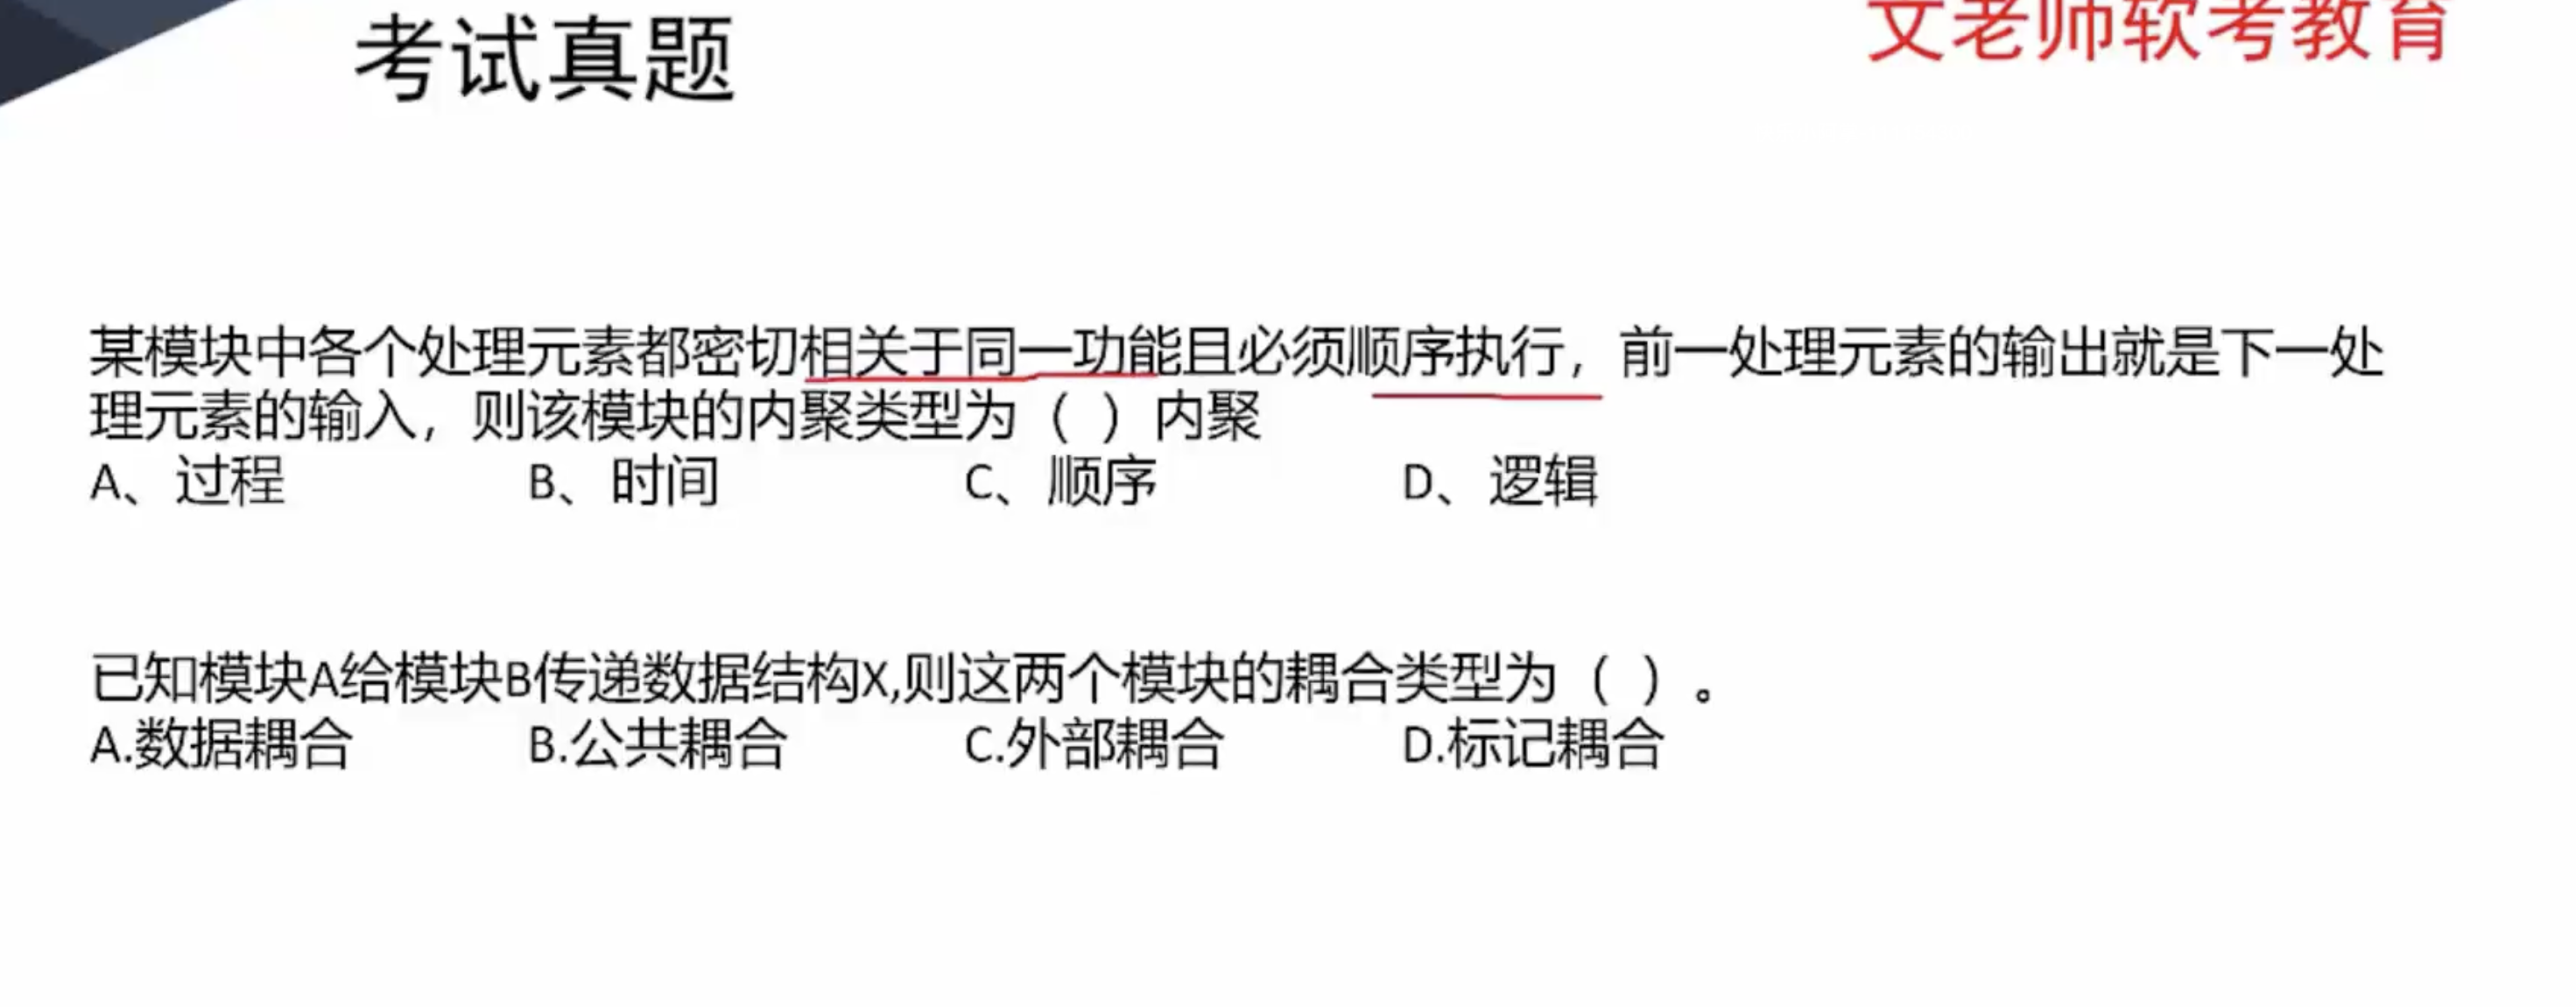 考试真题
文老师软考教育
某模块中各个处理元素都密切相关于同一功能且必须顺序执行，前一处理元素的输出就是下一处
理元素的输入，则该模块的内聚类型为（ ）内聚
A、过程 B、时间 C、顺序 D、逻辑
已知模块A给模块B传递数据结构X,则这两个模块的耦合类型为（ ）。
A.数据耦合 B.公共耦合 C.外部耦合 D.标记耦合